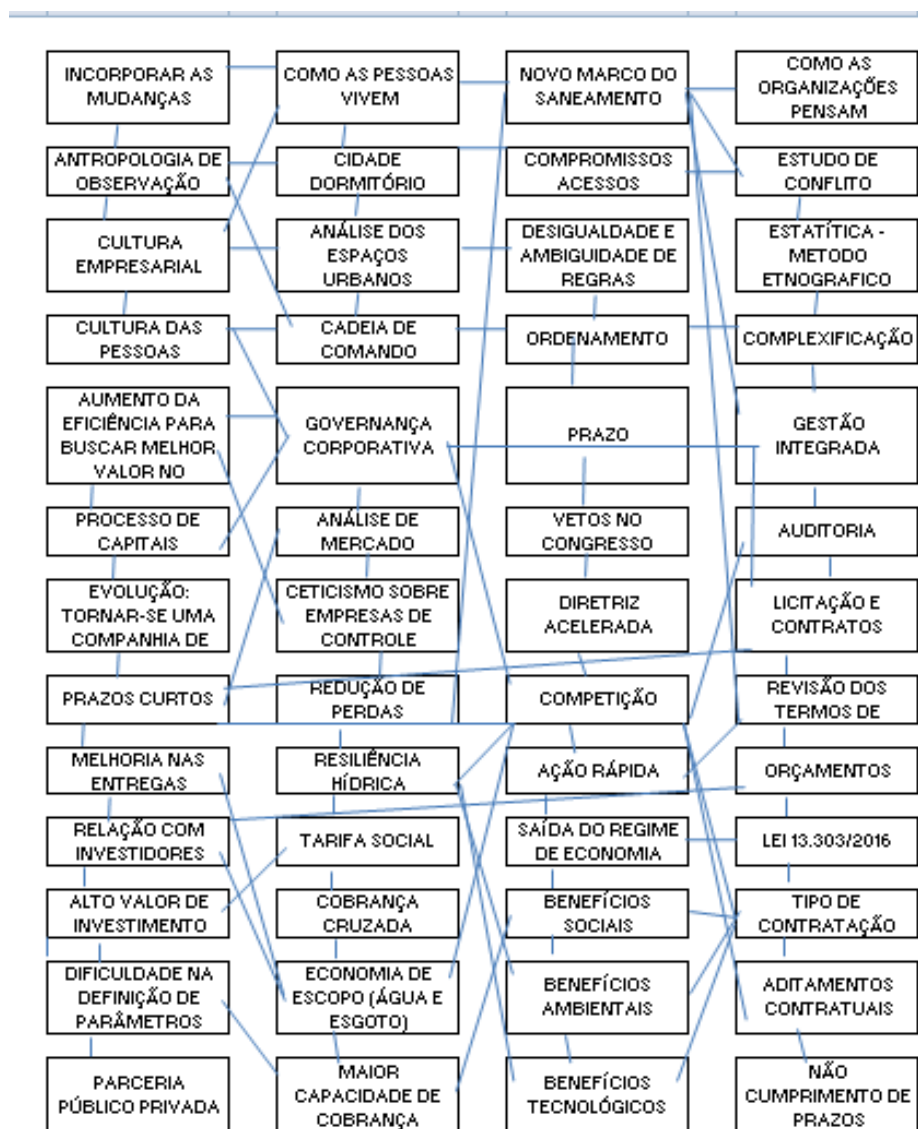 INCORPORAR AS
MUDANÇAS
COMO AS PESSOAS
VIVEM
NOVO MARCO DO
SANEAMENTO
COMO AS
ORGANIZAÇÕES
PENSAM
ANTROPOLOGIA DE
OBSERVAÇÃO
CIDADE
DORMITÓRIO
COMPROMISSOS
ACESSOS
ESTUDO DE
CONFLITO
CULTURA
EMPRESARIAL
ANÁLISE DOS
ESPAÇOS
URBANOS
DESIGUALDADE E
AMBIGUIDADE DE
REGRAS
ESTATÍTICA -
METODO
ETNOGRAFICO
CULTURA DAS
PESSOAS
CADEIA DE
COMANDO
ORDENAMENTO
COMPLEXIFICAÇÃO
AUMENTO DA
EFICIÊNCIA PARA
BUSCAR MELHOR
VALOR NO
GOVERNANÇA
CORPORATIVA
PRAZO
GESTÃO
INTEGRADA
PROCESSO DE
CAPITAIS
ANÁLISE DE
MERCADO
VETOS NO
CONGRESSO
AUDITORIA
EVOLUÇÃO:
TORNAR-SE UMA
COMPANHIA DE
CETICISMO SOBRE
EMPRESAS DE
CONTROLE
DIRETRIZ
ACELERADA
LICITAÇÃO E
CONTRATOS
PRAZOS CURTOS
REDUÇÃO DE
PERDAS
COMPETIÇÃO
REVISÃO DOS
TERMOS DE
MELHORIA NAS
ENTREGAS
RESILIÊNCIA
HÍDRICA
AÇÃO RÁPIDA
ORÇAMENTOS
RELAÇÃO COM
INVESTIDORES
TARIFA SOCIAL
SAÍDA DO REGIME
DE ECONOMIA
LEI 13.303/2016
ALTO VALOR DE
INVESTIMENTO
COBRANÇA
CRUZADA
BENEFÍCIOS
SOCIAIS
TIPO DE
CONTRATAÇÃO
DIFICULDADE NA
DEFINIÇÃO DE
PARÂMETROS
ECONOMIA DE
ESCOPO (ÁGUA E
ESGOTO)
BENEFÍCIOS
AMBIENTAIS
ADITAMENTOS
CONTRATUAIS
PARCERIA
PÚBLICO PRIVADA
MAIOR
CAPACIDADE DE
COBRANÇA
BENEFÍCIOS
TECNOLÓGICOS
NÃO
CUMPRIMENTO DE
PRAZOS